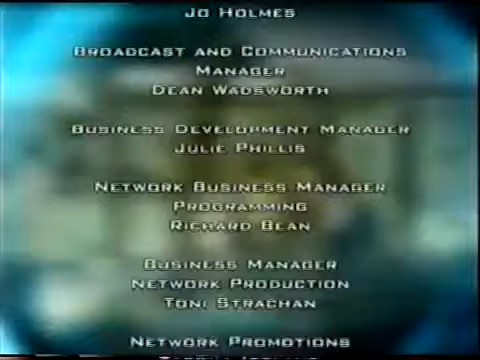 Jo Holmes
Broadcast and Communications
Manager
Dean Wadsworth
Business Development Manager
Julie Phillis
Network Business Manager
Programming
Richard Bean
Business Manager
Network Production
Toni Strachan
Network Promotions